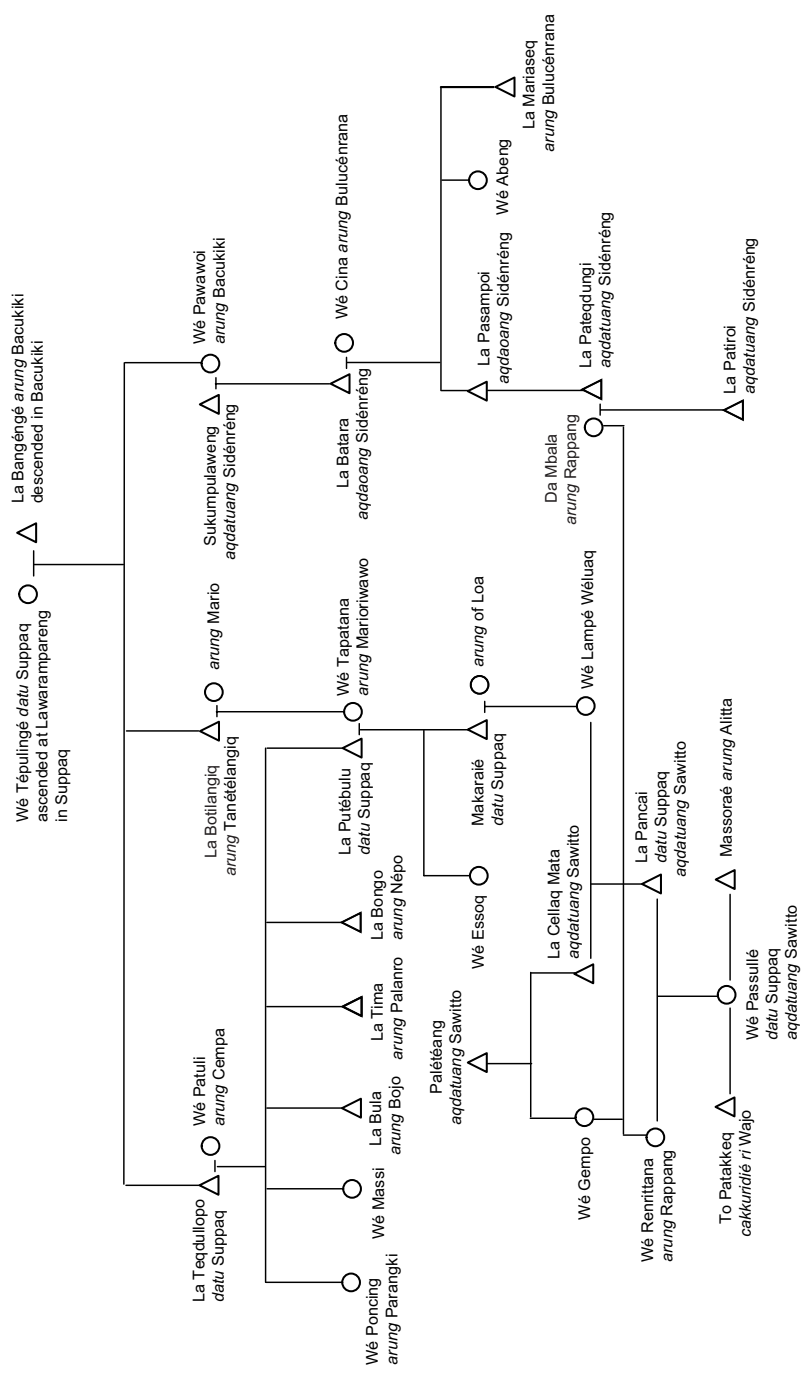 Wé Tépulingé datu Suppaq
ascended at Lawarampareng
in Suppaq
La Bangéngé arung Bacukiki
descended in Bacukiki
La Teqdullopo
datu Suppaq
Wé Patuli
arung Cempa
La Botilangiq
arung Tanétélangiq
arung Mario
Sukumpulaweng
aqdatuang Sidénréng
Wé Pawawoi
arung Bacukiki
Wé Poncing
arung Parangki
Wé Massi
La Bula
arung Bojo
La Tima
arung Palanro
La Bongo
arung Népo
La Putébulu
datu Suppaq
Wé Tapatana
arung Marioriwawo
La Batara
aqdaoang Sidénréng
Wé Cina arung Bulucénrana
Palétéang
aqdatuang Sawitto
Wé Essoq
Makaraié
datu Suppaq
arung of Loa
La Pasampoi
aqdaoang Sidénréng
Wé Abeng
La Mariaseq
arung Bulucénrana
Wé Gempo
La Cellaq Mata
aqdatuang Sawitto
Wé Lampé Wéluaq
Da Mbala
arung Rappang
La Pateqdungi
aqdatuang Sidénréng
Wé Renrittana
arung Rappang
La Pancai
datu Suppaq
aqdatuang Sawitto
To Patakkeq
cakkuridié ri Wajo
Wé Passullé
datu Suppaq
aqdatuang Sawitto
Massoraé arung Alitta
La Patiroi
aqdatuang Sidénréng